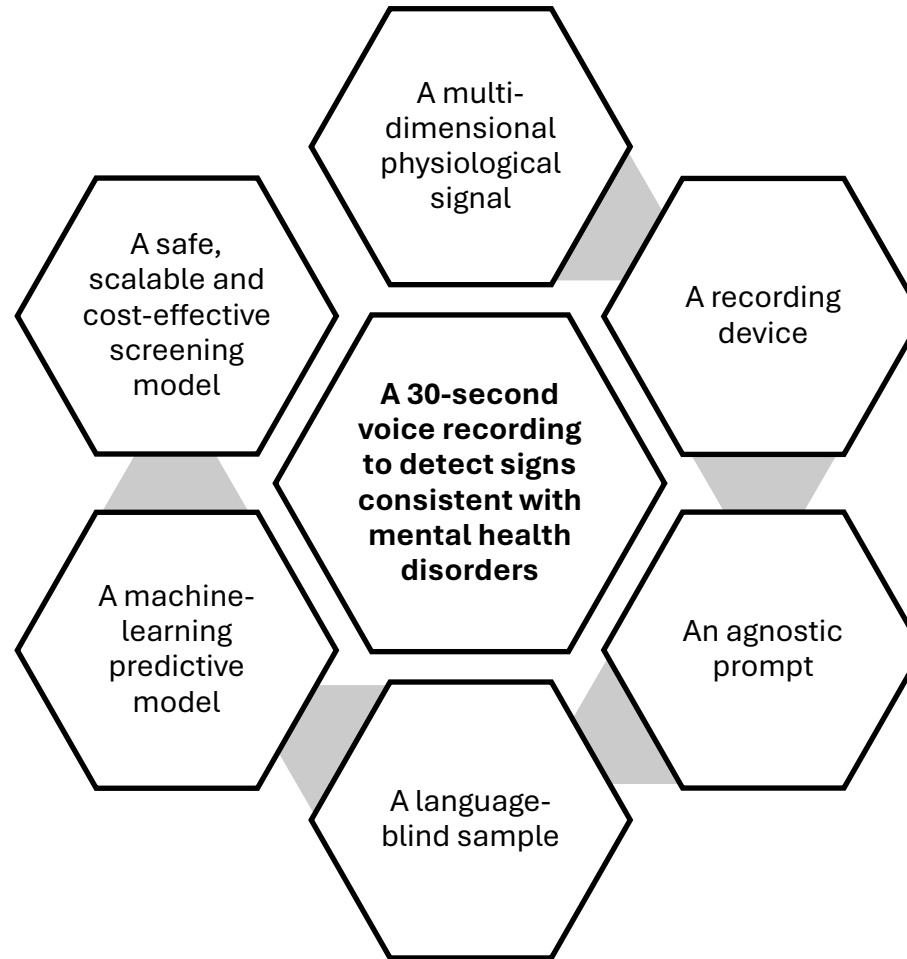 A multi-
dimensional
physiological
signal
A recording
device
An agnostic
prompt
A language-
blind sample
A machine-
learning
predictive
model
A safe,
scalable and
cost-effective
screening
model
A 30-second
voice recording
to detect signs
consistent with
mental health
disorders